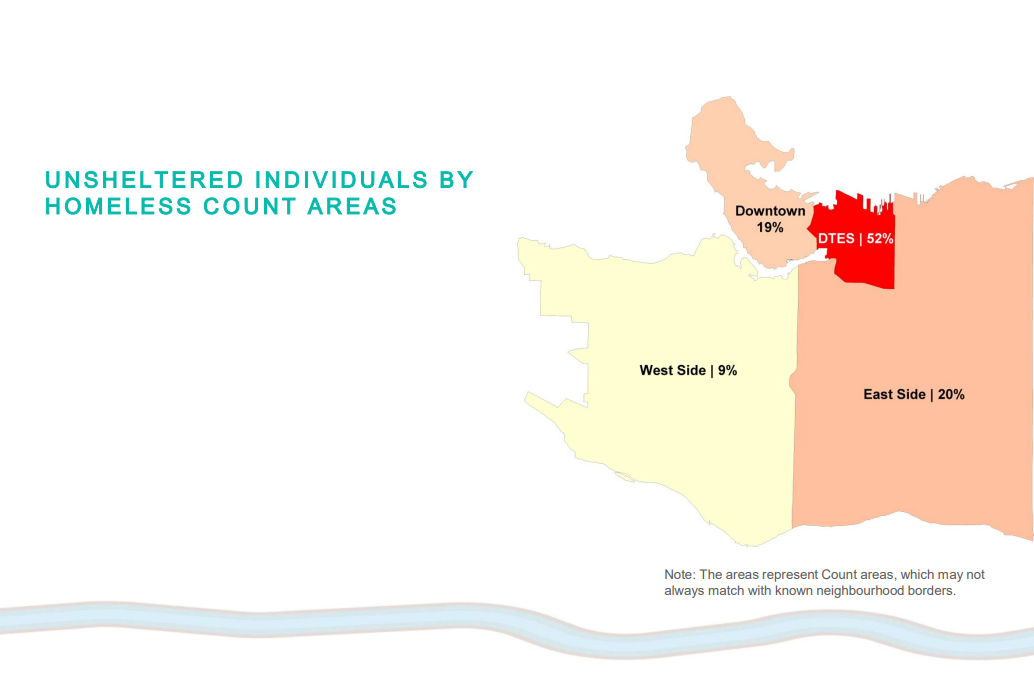 UNSHELTERED INDIVIDUALS BY
HOMELESS COUNT AREAS
Downtown
19%
DTES | 52%
West Side | 9%
East Side | 20%
Note: The areas represent Count areas, which may not
always match with known neighbourhood borders.